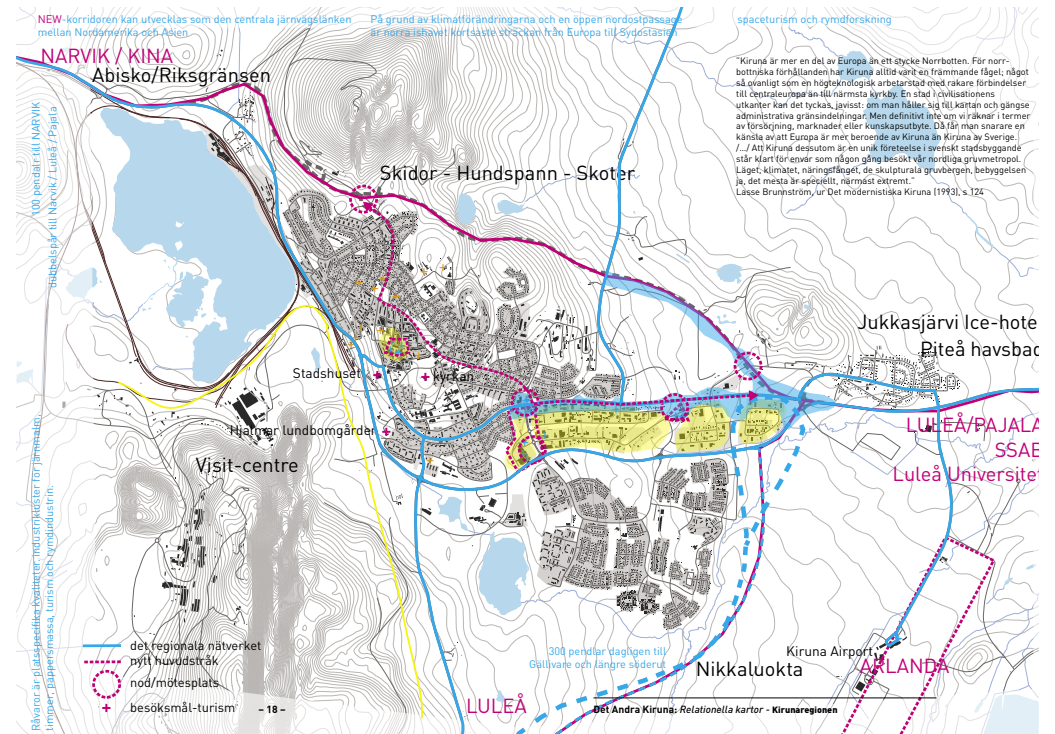 NEW-korridoren kan utvecklas som den centrala järnvägslänken
mellan Nordamerika och Asien
På grund av klimatförändringarna och en öppen nordostpassage
är norra ishavet kortsaste sträckan från Europa till Sydostasien
spaceturism och rymdforskning
NARVIK / KINA
Abisko/Riksgränsen
"Kiruna är mer en del av Europa än ett stycke Norrbotten. För norr-
bottniska förhållanden har Kiruna alltid varit en främmande fågel; något
så ovanligt som en högteknologisk arbetarstad med rakare förbindelser
till centraleuropa än till närmsta kyrkby. En stad i civilisationens
utkanter kan det tyckas, javisst: om man håller sig till kartan och gängse
administrativa gränsindelningar. Men definitivt inte om vi räknar i termer
av försörjning, marknader eller kunskapsutbyte. Då får man snarare en
känsla av att Europa är mer beroende av Kiruna än Kiruna av Sverige.
/.../ Att Kiruna dessutom är en unik företeelse i svenskt stadsbyggande
står klart för envar som någon gång besökt vår nordliga gruvmetropol.
Läget, klimatet, näringsfånget, de skulpturala gruvbergen, bebyggelsen
ja, det mesta är speciellt, närmast extremt."
Lasse Brunnström, ur Det modernistiska Kiruna (1993), s 124
100 pendalr till NARVIK
dubbelspår till Narvik / Luleå / Pajala
Skidor - Hundspann - Skoter
Jukkasjärvi Ice-hote
Piteå havsbad
Stadshuset
kyrkan
Hjalmar lundbomgården
LULEÅ/PAJALA
SSAB
Luleå Universitet
Visit-centre
Råvaror är platsspecifika kvaliteter, industrikluster för järnmalm,
timmer, pappersmassa, turism och rymdindustrin.
det regionala nätverket
nytt huvudstråk
nod/mötesplats
besöksmål-turism
– 18 –
300 pendlar dagligen till
Gällivare och längre söderut
Nikkaluokta
Kiruna Airport
ARLANDA
LULEÅ
Det Andra Kiruna: Relationella kartor - Kirunaregionen